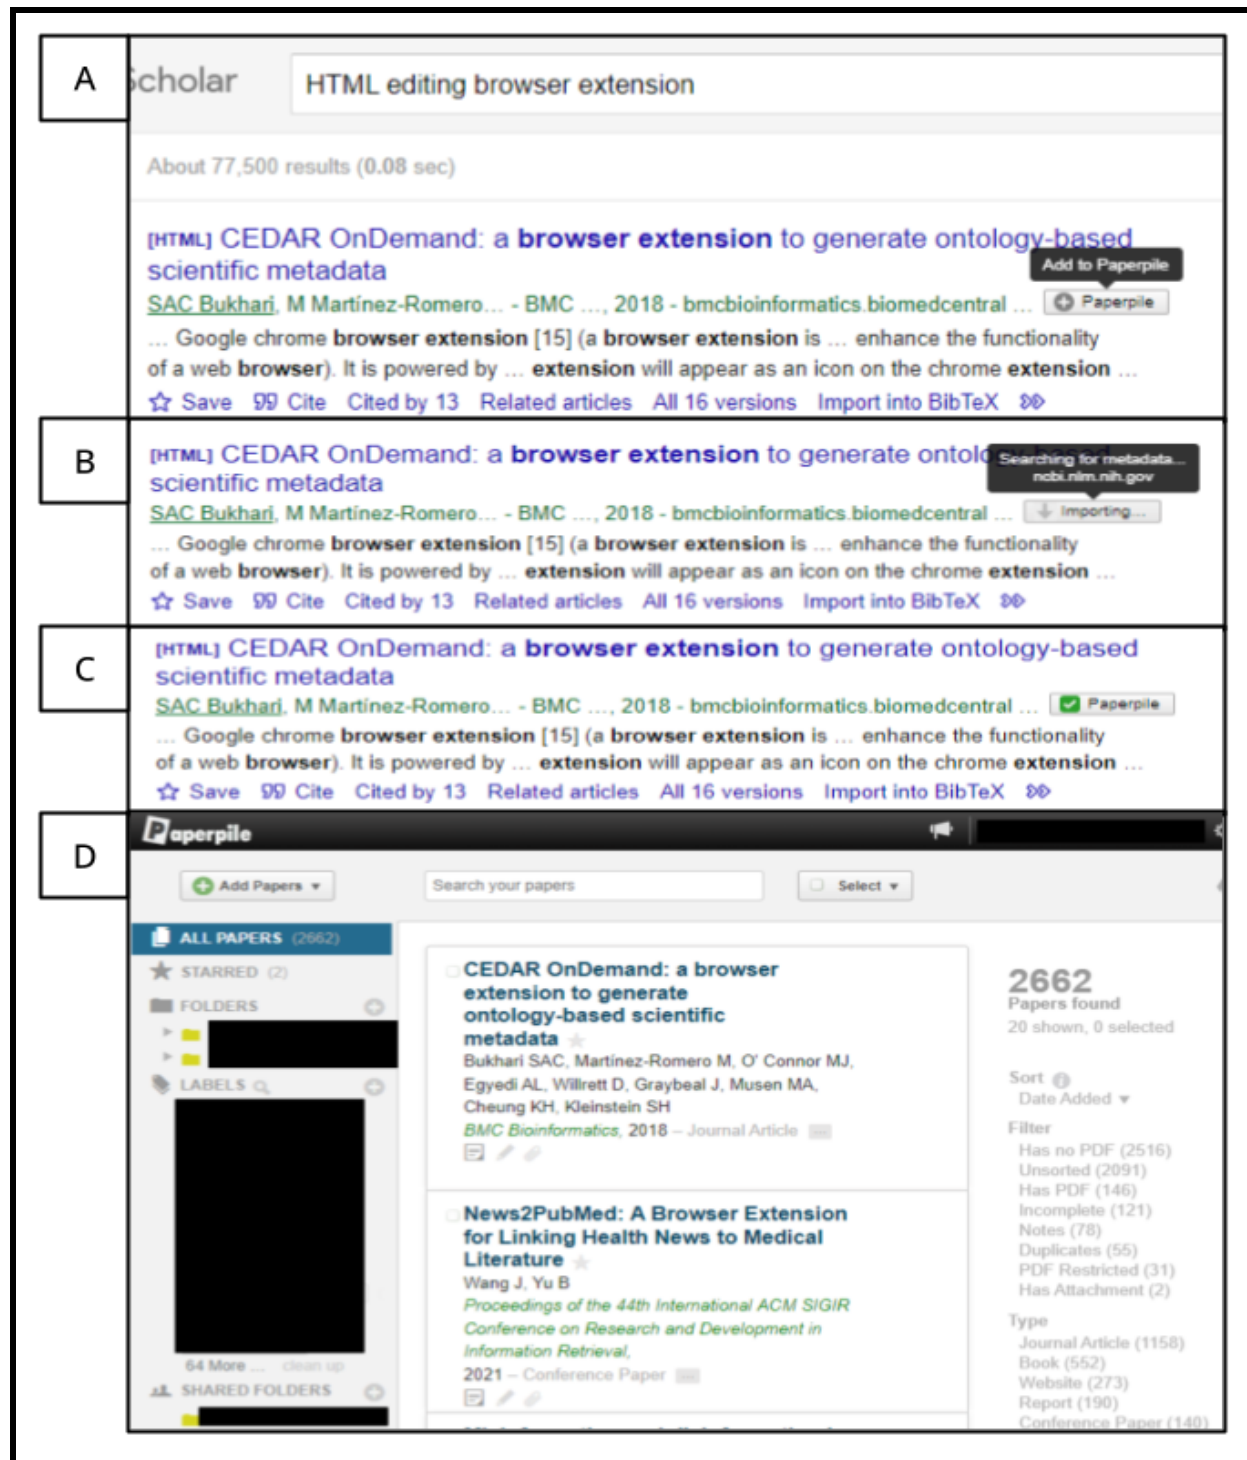 A
Scholar
HTML editing browser extension
About 77,500 results (0.08 sec)
[HTML] CEDAR OnDemand: a browser extension to generate ontology-based
scientific metadata
Add to Paperpile
SAC Bukhari, M Martínez-Romero... - BMC ..., 2018 - bmcbioinformatics.biomedcentral ... Paperpile
... Google chrome browser extension [15] (a browser extension is ... enhance the functionality
of a web browser). It is powered by ... extension will appear as an icon on the chrome extension ...
Save Cite Cited by 13 Related articles All 16 versions Import into BibTeX
B
[HTML] CEDAR OnDemand: a browser extension to generate ontology-based
scientific metadata
Searching for metadata...
ncbi.nlm.nih.gov
SAC Bukhari, M Martínez-Romero... - BMC ..., 2018 - bmcbioinformatics.biomedcentral ... Importing...
... Google chrome browser extension [15] (a browser extension is ... enhance the functionality
of a web browser). It is powered by ... extension will appear as an icon on the chrome extension ...
Save Cite Cited by 13 Related articles All 16 versions Import into BibTeX
C
[HTML] CEDAR OnDemand: a browser extension to generate ontology-based
scientific metadata
SAC Bukhari, M Martínez-Romero... - BMC ..., 2018 - bmcbioinformatics.biomedcentral ... Paperpile
... Google chrome browser extension [15] (a browser extension is ... enhance the functionality
of a web browser). It is powered by ... extension will appear as an icon on the chrome extension ...
Save Cite Cited by 13 Related articles All 16 versions Import into BibTeX
D
Paperpile
Add Papers
Search your papers
Select
ALL PAPERS (2662)
STARRED (2)
FOLDERS
LABELS
64 More ... clean up
SHARED FOLDERS
CEDAR OnDemand: a browser
extension to generate
ontology-based scientific
metadata
Bukhari SAC, Martínez-Romero M, O' Connor MJ,
Egyedi AL, Willrett D, Graybeal J, Musen MA,
Cheung KH, Kleinstein SH
BMC Bioinformatics, 2018 – Journal Article ...
News2PubMed: A Browser Extension
for Linking Health News to Medical
Literature
Wang J, Yu B
Proceedings of the 44th International ACM SIGIR
Conference on Research and Development in
Information Retrieval,
2021 – Conference Paper ...
2662
Papers found
20 shown, 0 selected
Sort
Date Added
Filter
Has no PDF (2516)
Unsorted (2091)
Has PDF (146)
Incomplete (121)
Notes (78)
Duplicates (55)
PDF Restricted (31)
Has Attachment (2)
Type
Journal Article (1158)
Book (552)
Website (273)
Report (190)
Conference Paper (140)